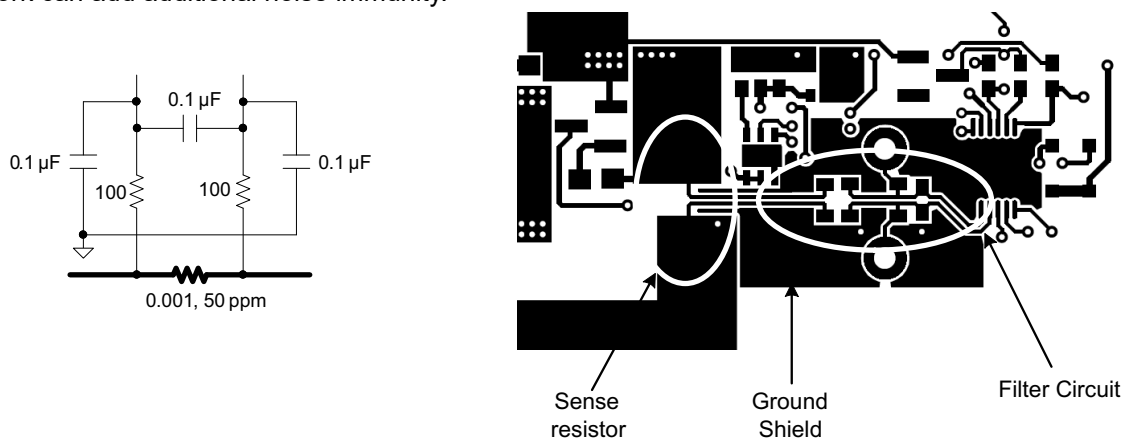 can add additional noise immunity.
0.1 µF
0.1 µF
0.1 µF
100
100
0.001, 50 ppm
Sense
resistor
Ground
Shield
Filter Circuit